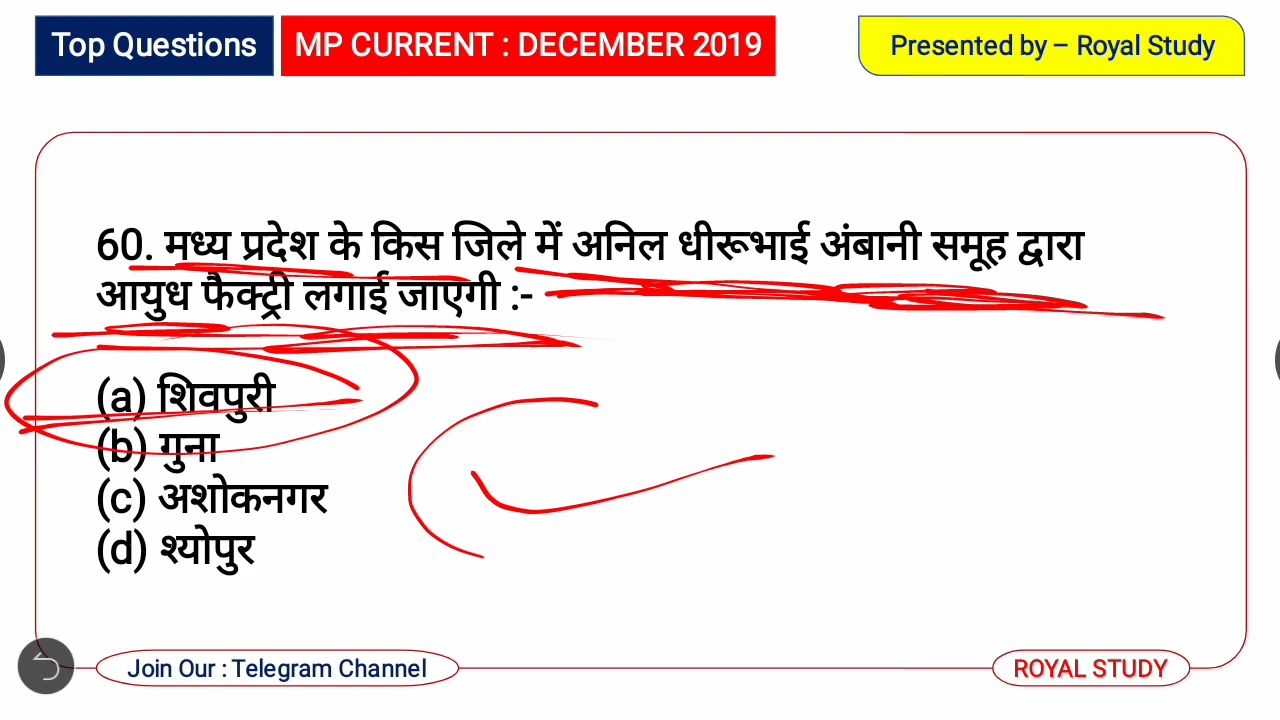 Top Questions
MP CURRENT : DECEMBER 2019
Presented by – Royal Study
60. मध्य प्रदेश के किस जिले में अनिल धीरूभाई अंबानी समूह द्वारा
आयुध फैक्ट्री लगाई जाएगी :-
(a) शिवपुरी
(b) गुना
(c) अशोकनगर
(d) श्योपुर
Join Our : Telegram Channel
ROYAL STUDY